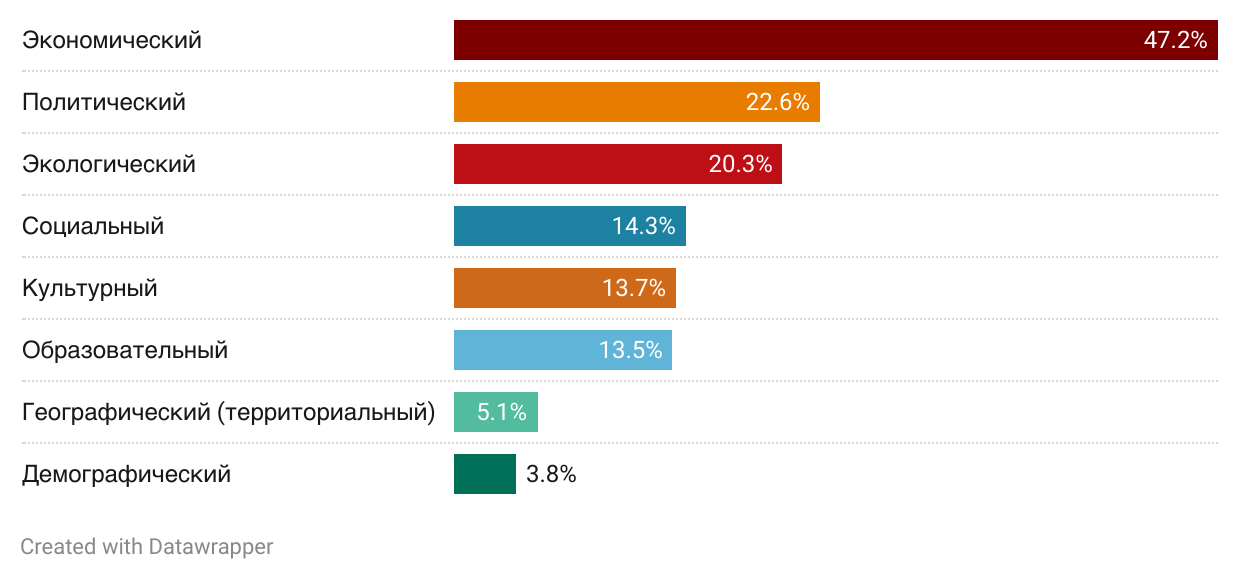 Экономический 47.2%
Политический 22.6%
Экологический 20.3%
Социальный 14.3%
Культурный 13.7%
Образовательный 13.5%
Географический (территориальный) 5.1%
Демографический 3.8%
Created with Datawrapper